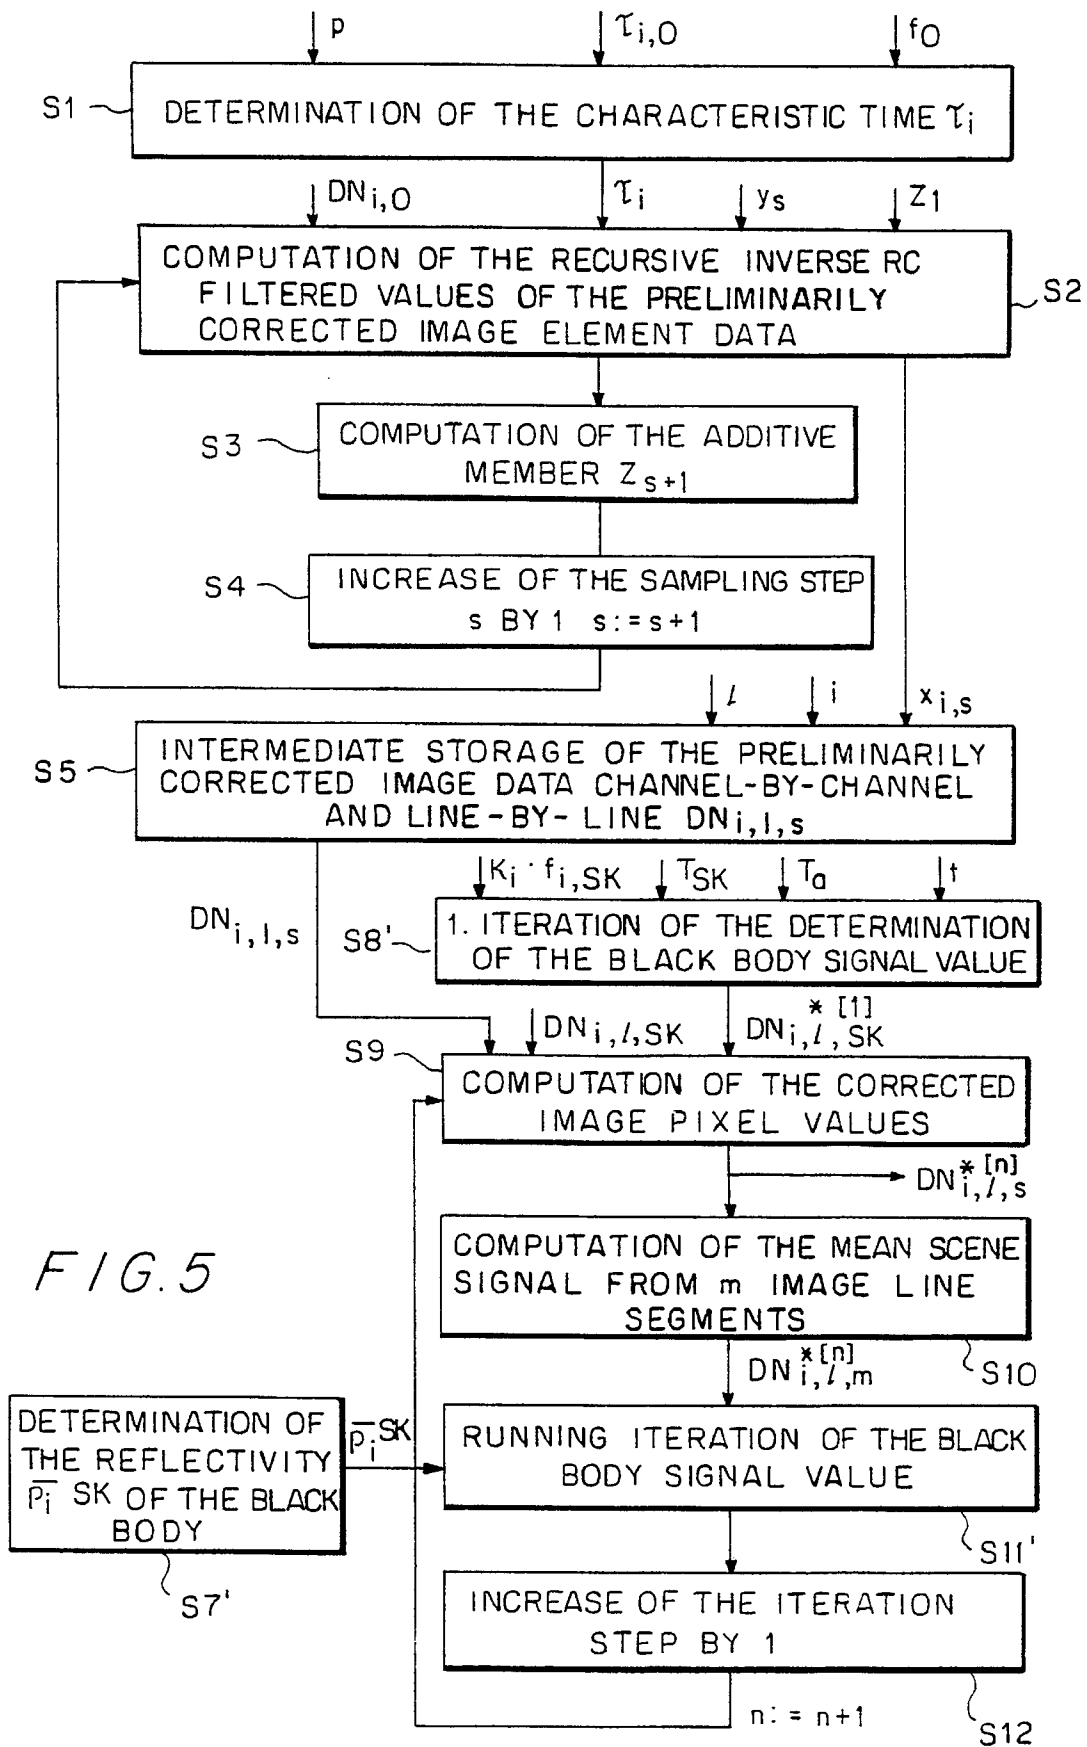 p τi,0 f0
S1
DETERMINATION OF THE CHARACTERISTIC TIME τi
DNi,0 τi ys Z1
COMPUTATION OF THE RECURSIVE INVERSE RC
FILTERED VALUES OF THE PRELIMINARILY
CORRECTED IMAGE ELEMENT DATA
S2
S3
COMPUTATION OF THE ADDITIVE
MEMBER Zs+1
S4
INCREASE OF THE SAMPLING STEP
s BY 1 s:=s+1
l i xi,s
S5
INTERMEDIATE STORAGE OF THE PRELIMINARILY
CORRECTED IMAGE DATA CHANNEL-BY-CHANNEL
AND LINE-BY-LINE DNi,l,s
Ki · fi,SK TSK Ta t
DNi,l,s
S8'
1. ITERATION OF THE DETERMINATION
OF THE BLACK BODY SIGNAL VALUE
DNi,l,SK DN*[1]i,l,SK
S9
COMPUTATION OF THE CORRECTED
IMAGE PIXEL VALUES
DN*[n]i,l,s
FIG.5
COMPUTATION OF THE MEAN SCENE
SIGNAL FROM m IMAGE LINE
SEGMENTS
DN*[n]i,l,m
S10
DETERMINATION OF
THE REFLECTIVITY
p̅i SK OF THE BLACK
BODY
S7'
p̅i SK
RUNNING ITERATION OF THE BLACK
BODY SIGNAL VALUE
S11'
INCREASE OF THE ITERATION
STEP BY 1
n:=n+1
S12